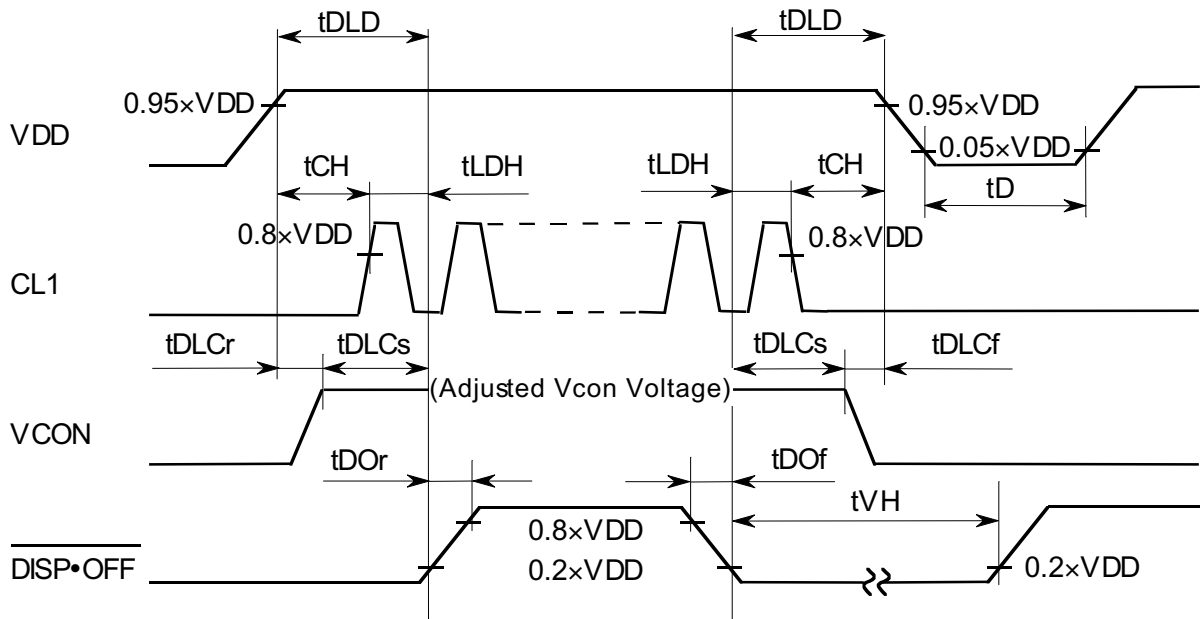 tDLD tDLD
0.95×VDD 0.95×VDD
VDD
0.05×VDD
tCH tLDH tLDH tCH
tD
0.8×VDD 0.8×VDD
CL1
tDLCr tDLCs tDLCs tDLCf
(Adjusted Vcon Voltage)
VCON
tDOr tDOf
tVH
0.8×VDD
DISP•OFF 0.2×VDD 0.2×VDD